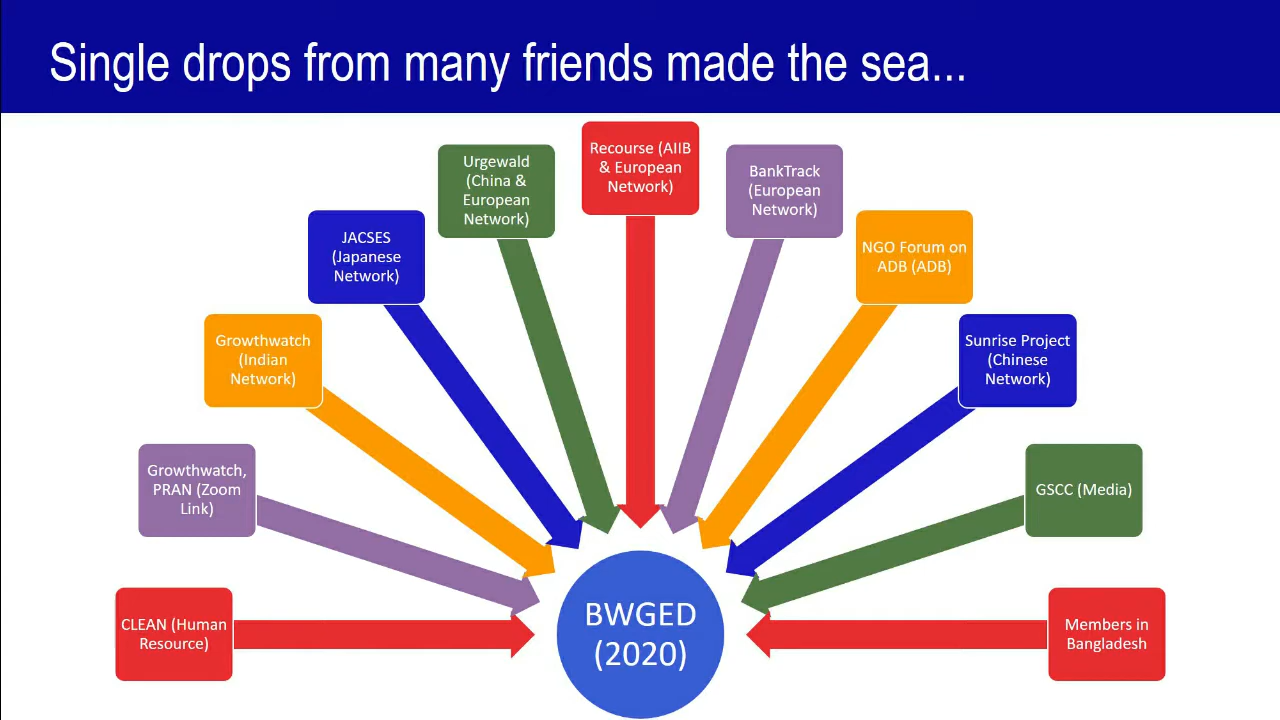 Single drops from many friends made the sea...
Recourse (AIIB
& European
Network)
Urgewald
(China &
European
Network)
BankTrack
(European
Network)
JACSES
(Japanese
Network)
NGO Forum on
ADB (ADB)
Growthwatch
(Indian
Network)
Sunrise Project
(Chinese
Network)
Growthwatch,
PRAN (Zoom
Link)
GSCC (Media)
CLEAN (Human
Resource)
BWGED
(2020)
Members in
Bangladesh